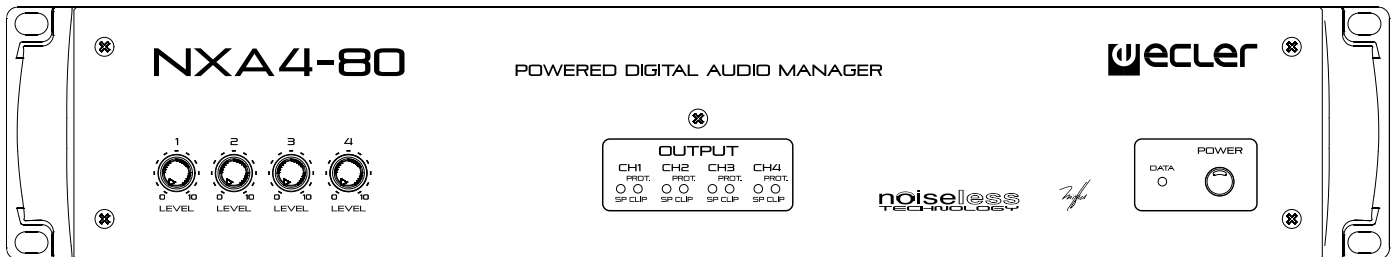 NXA4-80
POWERED DIGITAL AUDIO MANAGER
ecler
1 2 3 4
0 10 0 10 0 10 0 10
LEVEL LEVEL LEVEL LEVEL
OUTPUT
CH1 CH2 CH3 CH4
PROT. PROT. PROT. PROT.
SP CLIP SP CLIP SP CLIP SP CLIP
noiseless
TECHNOLOGY
POWER
DATA